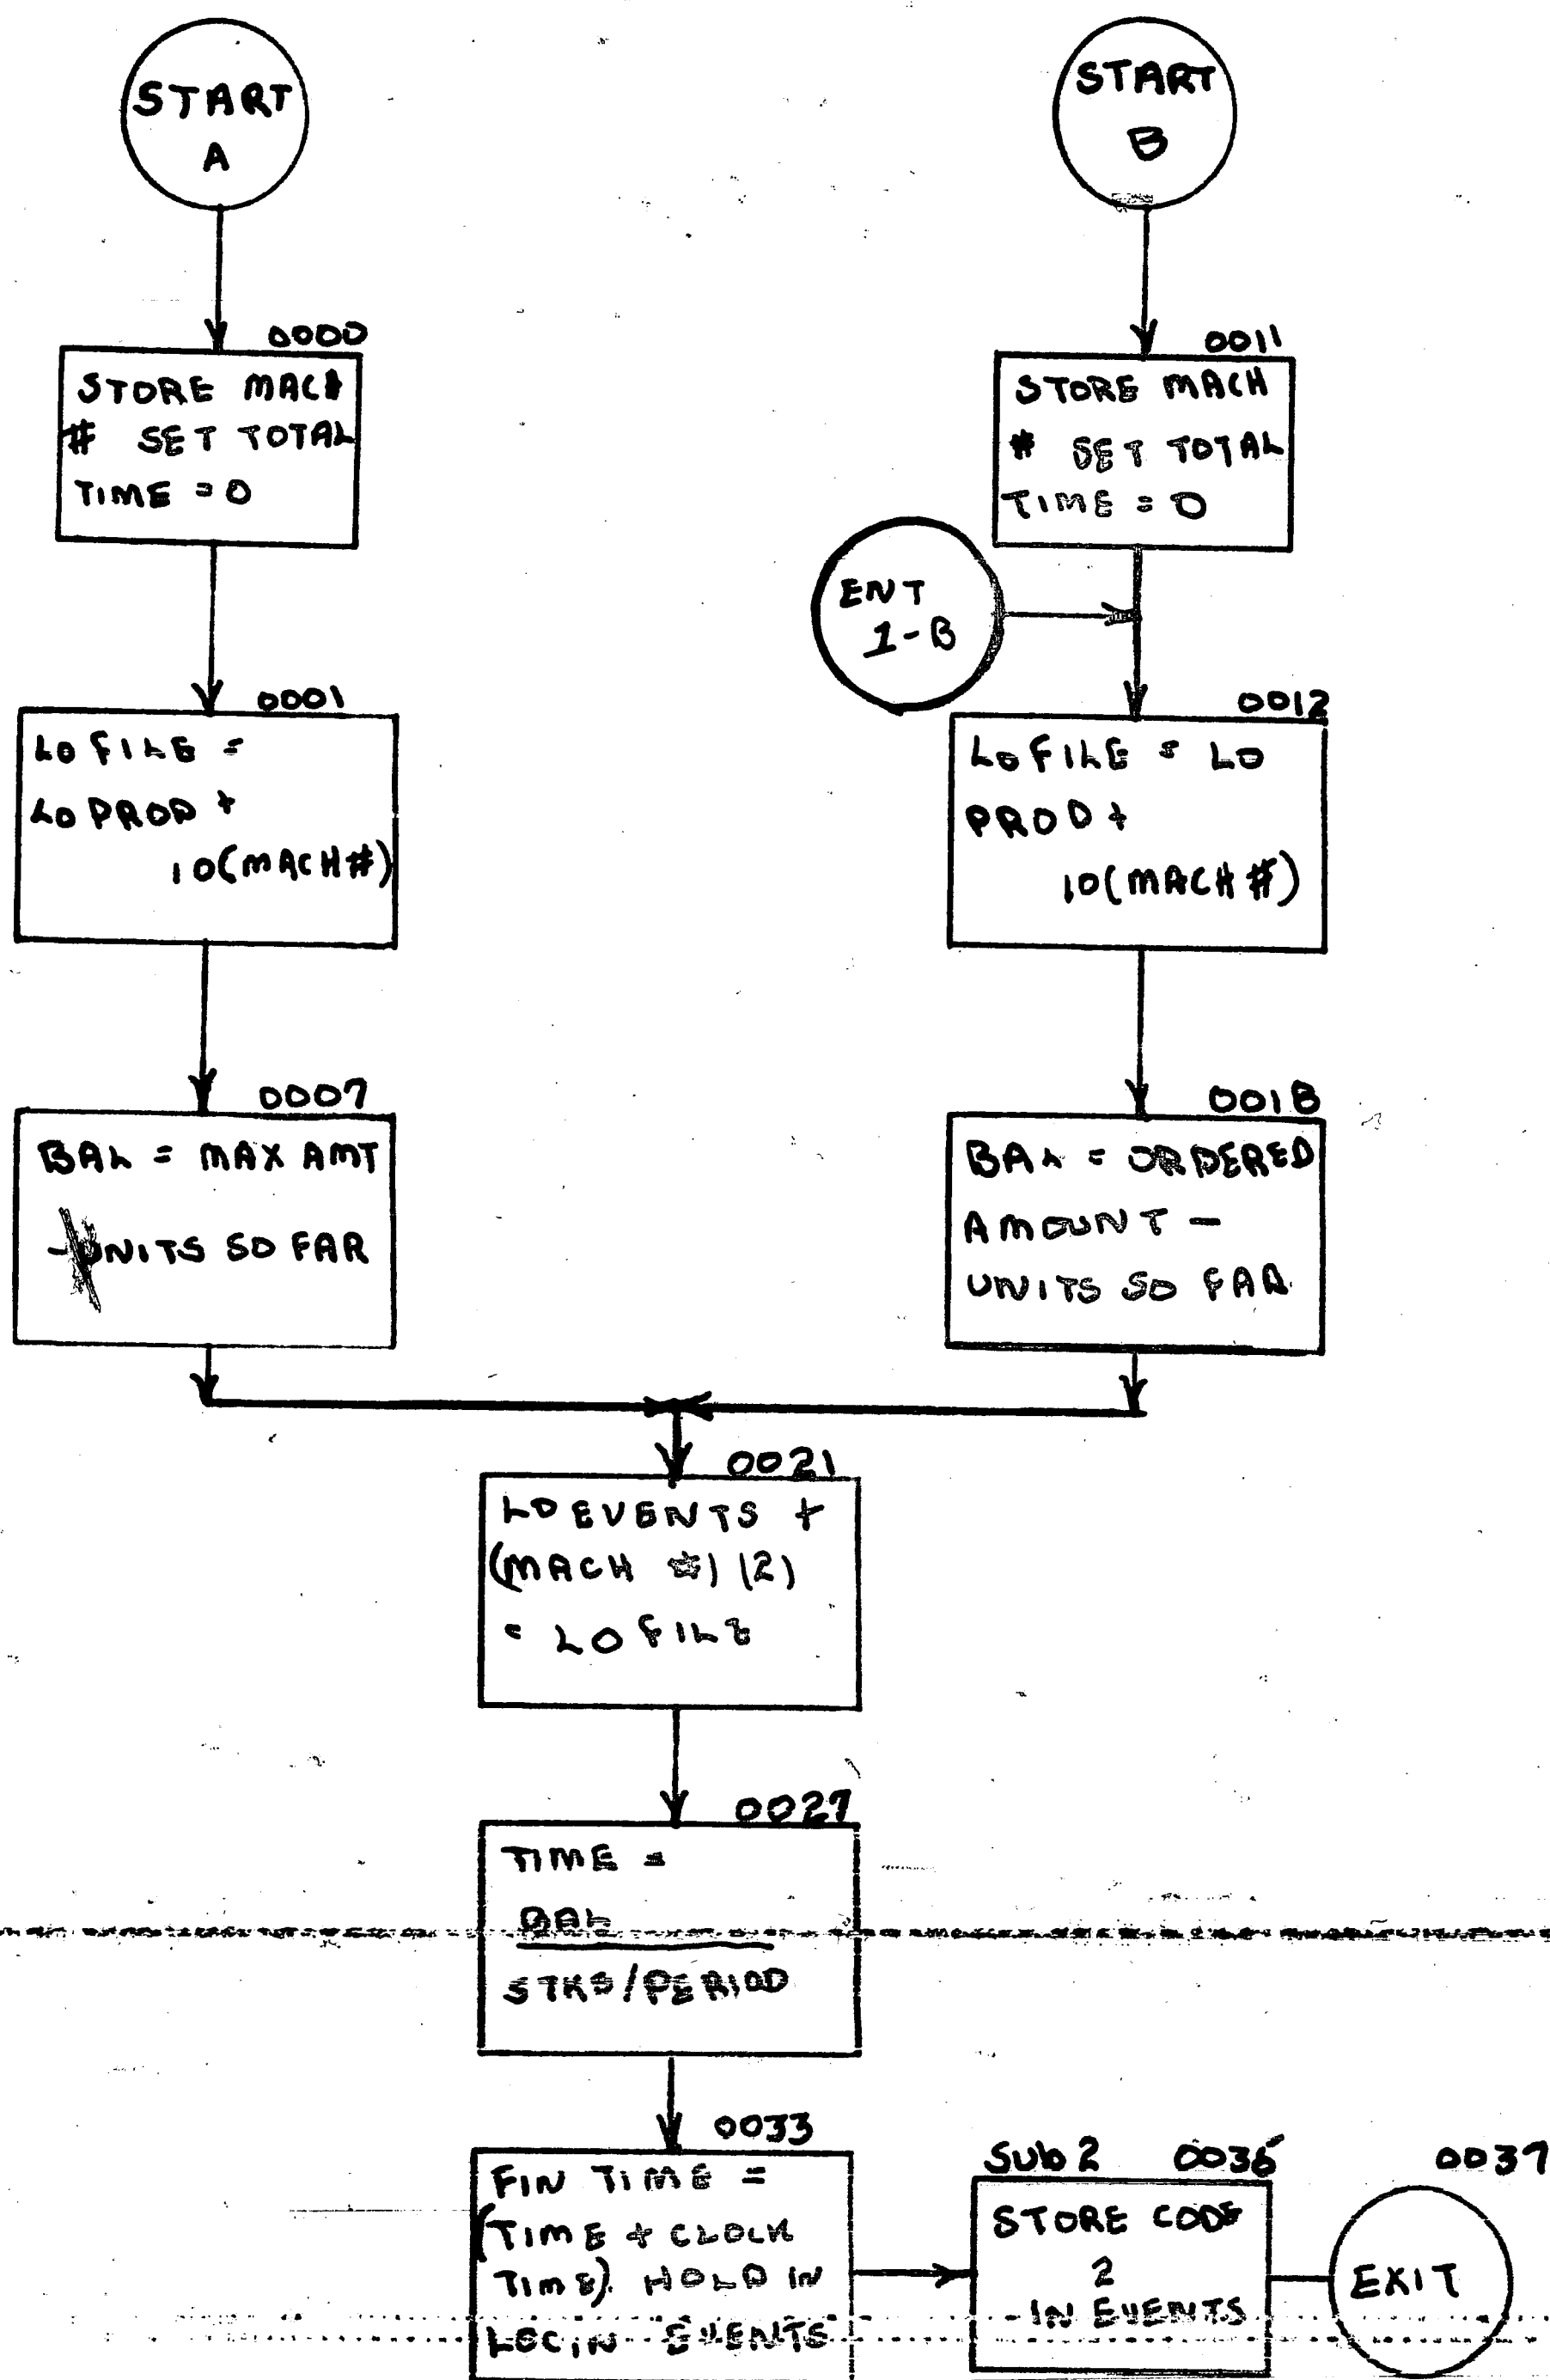 START
A
0000
STORE MACH
# SET TOTAL
TIME = 0
0001
LO FILE =
LO PROD +
10(MACH#)
0007
BAL = MAX AMT
- UNITS SO FAR
START
B
0011
STORE MACH
# SET TOTAL
TIME = 0
ENT
1-B
0012
LO FILE = LO
PROD +
10(MACH #)
0018
BAL = ORDERED
AMOUNT -
UNITS SO FAR
0021
LO EVENTS +
(MACH #) (2)
= LO FILE
0027
TIME =
BAL
STKS/PERIOD
0033
FIN TIME =
(TIME + CLOCK
TIME). HOLD IN
LOC IN EVENTS
Sub 2 0036
STORE CODE
2
IN EVENTS
0037
EXIT